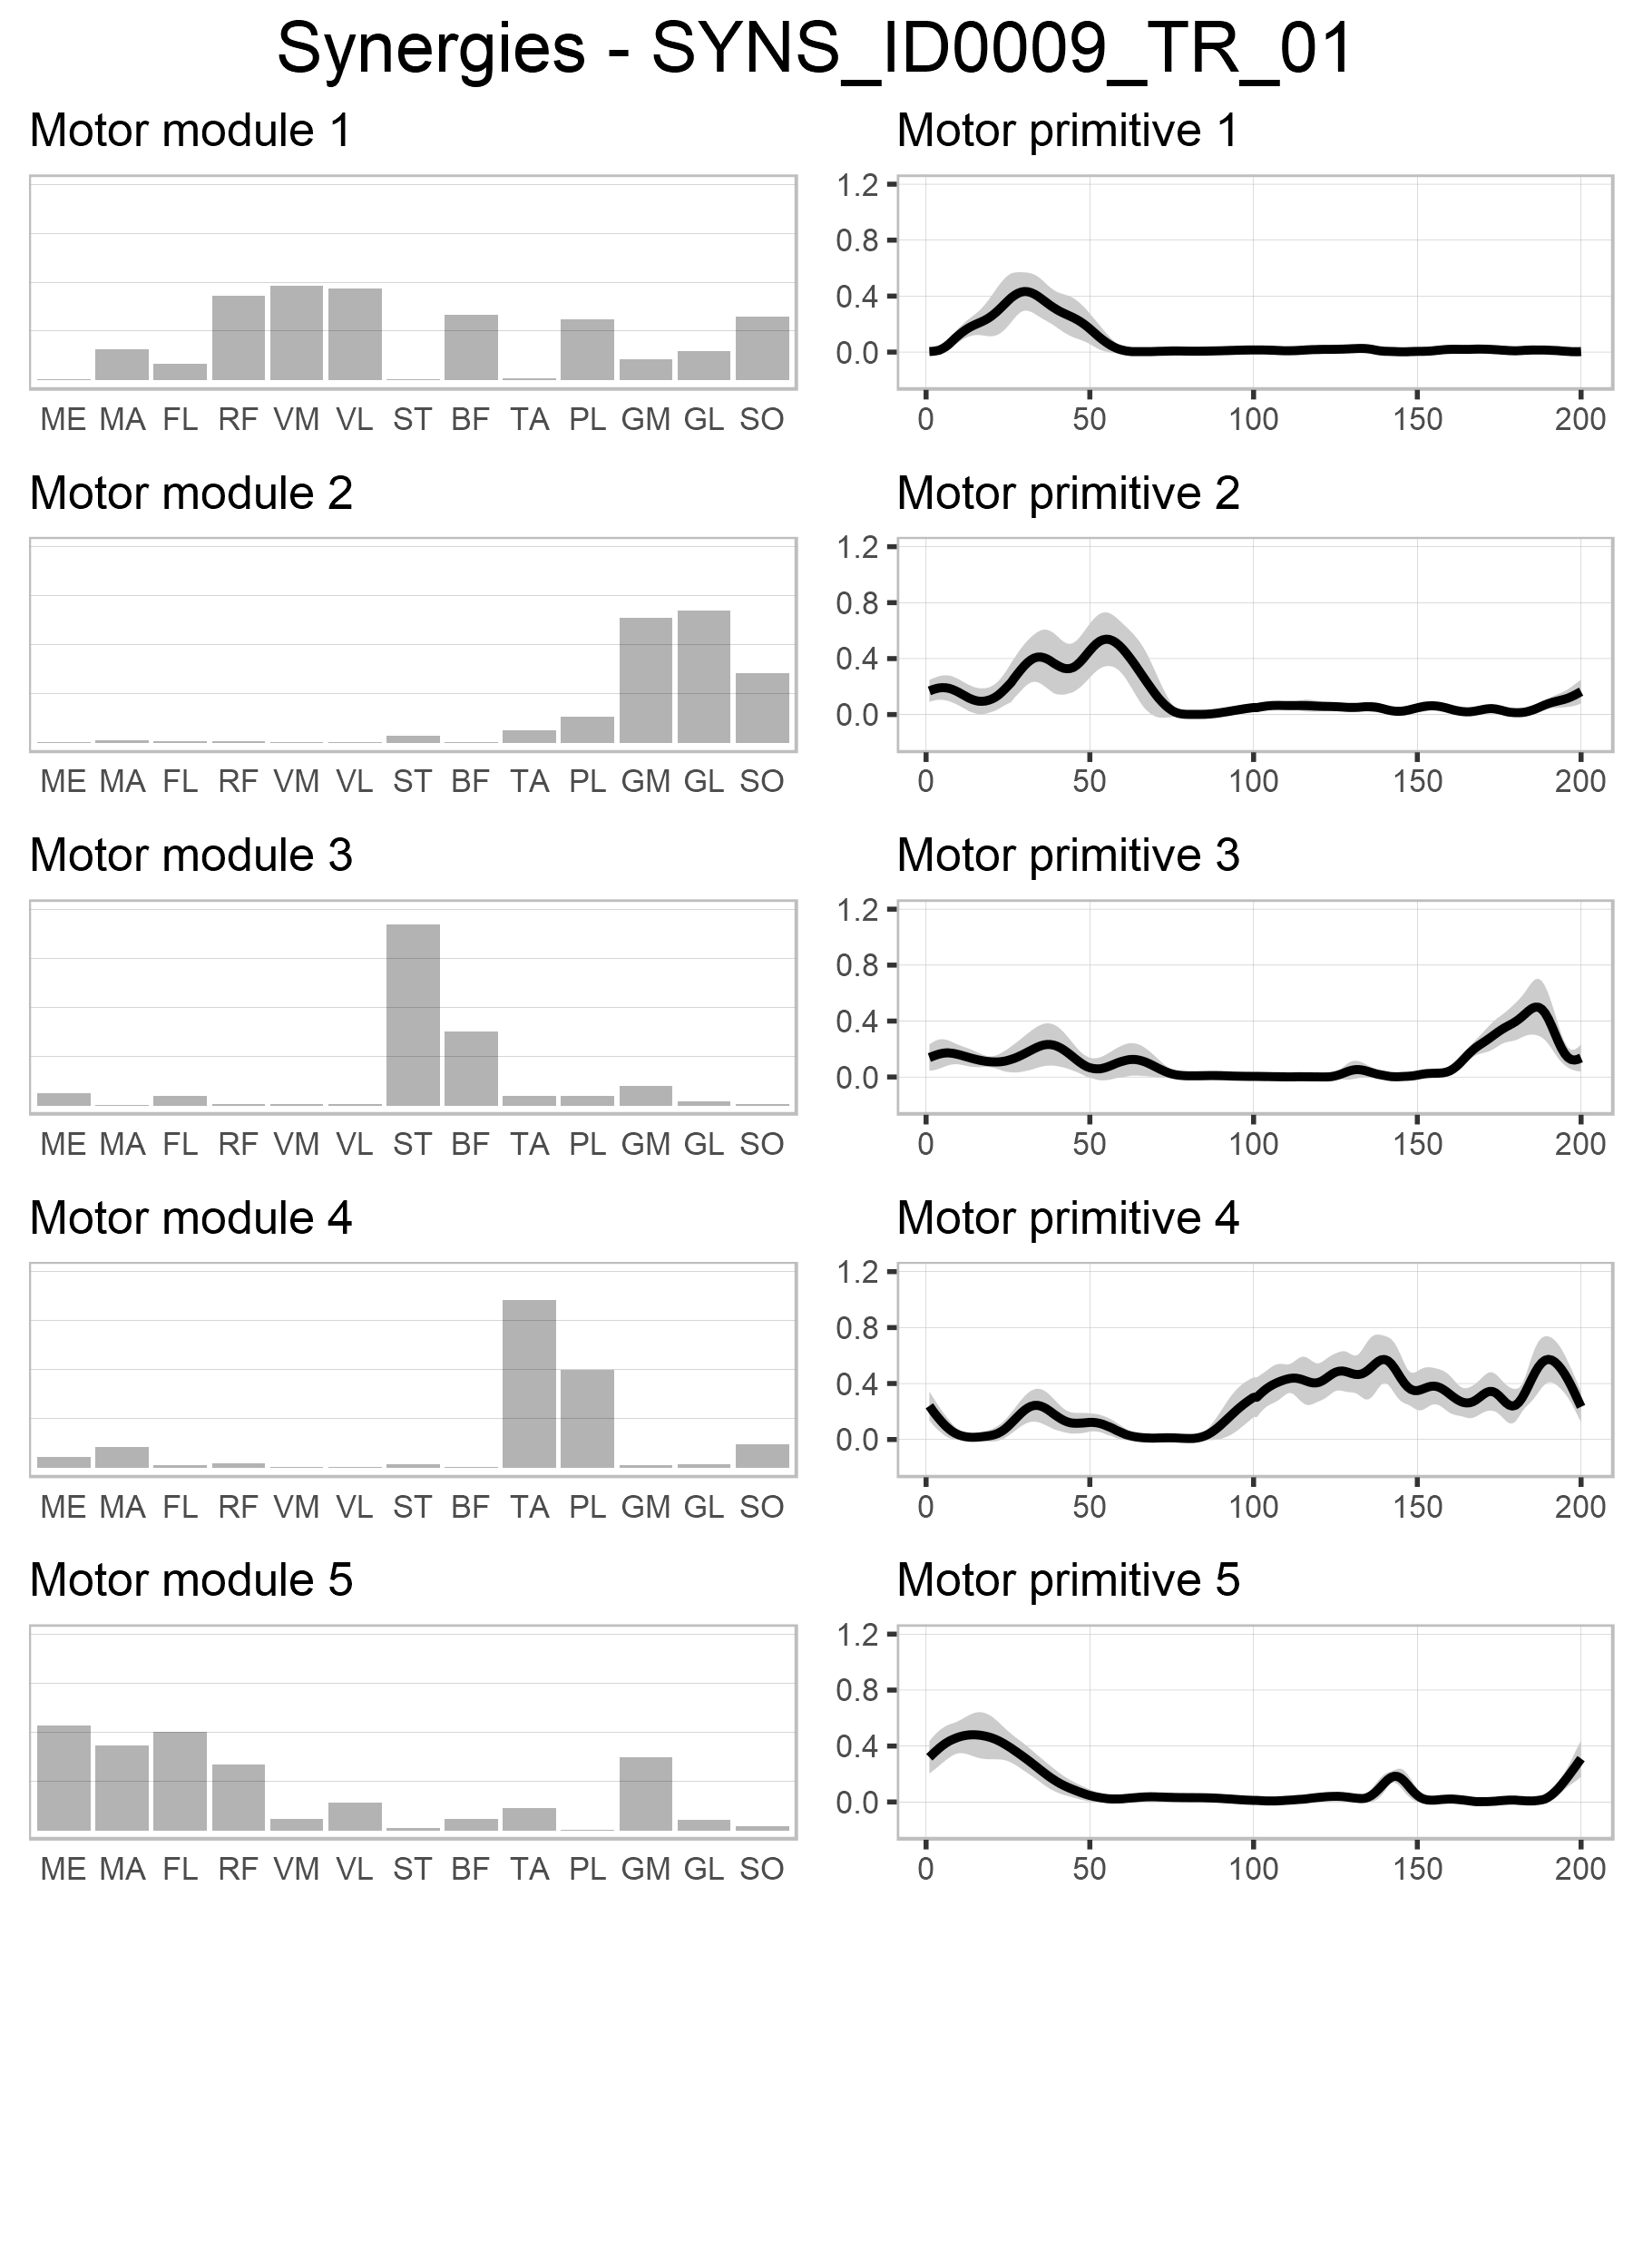 Synergies - SYNS_ID0009_TR_01
Motor module 1
Motor primitive 1
1.2
0.8
0.4
0.0
ME MA FL RF VM VL ST BF TA PL GM GL SO
0 50 100 150 200
Motor module 2
Motor primitive 2
1.2
0.8
0.4
0.0
ME MA FL RF VM VL ST BF TA PL GM GL SO
0 50 100 150 200
Motor module 3
Motor primitive 3
1.2
0.8
0.4
0.0
ME MA FL RF VM VL ST BF TA PL GM GL SO
0 50 100 150 200
Motor module 4
Motor primitive 4
1.2
0.8
0.4
0.0
ME MA FL RF VM VL ST BF TA PL GM GL SO
0 50 100 150 200
Motor module 5
Motor primitive 5
1.2
0.8
0.4
0.0
ME MA FL RF VM VL ST BF TA PL GM GL SO
0 50 100 150 200